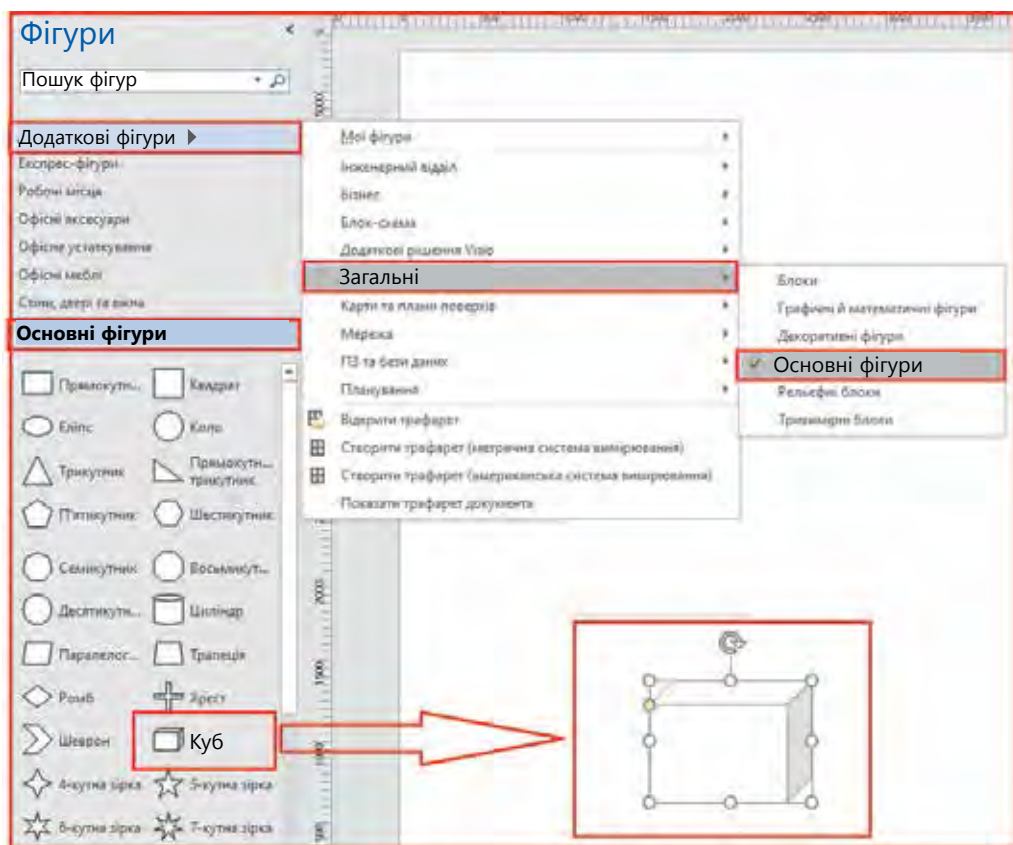 Фігури
Пошук фігур
Додаткові фігури
Експрес-фігури
Робочі місця
Офісні аксесуари
Офісне устаткування
Офісні меблі
Стіни, двері та вікна
Основні фігури
Прямокутн... Квадрат
Еліпс Коло
Трикутник Прямокутн... трикутник
П'ятикутник Шестикутник
Семикутник Восьмикут...
Десятикутн... Циліндр
Паралелог... Трапеція
Ромб Хрест
Шеврон Куб
4-кутна зірка 5-кутна зірка
6-кутна зірка 7-кутна зірка
Мої фігури
Інженерний відділ
Бізнес
Блок-схема
Додаткові рішення Visio
Загальні
Карти та плани поверхів
Мережа
ПЗ та бази даних
Планування
Відкрити трафарет
Створити трафарет (метрична система вимірювання)
Створити трафарет (американська система вимірювання)
Показати трафарет документа
Блоки
Графічні й математичні фігури
Декоративні фігури
Основні фігури
Рельєфні блоки
Тривимірні блоки
2000
1500
1000
500